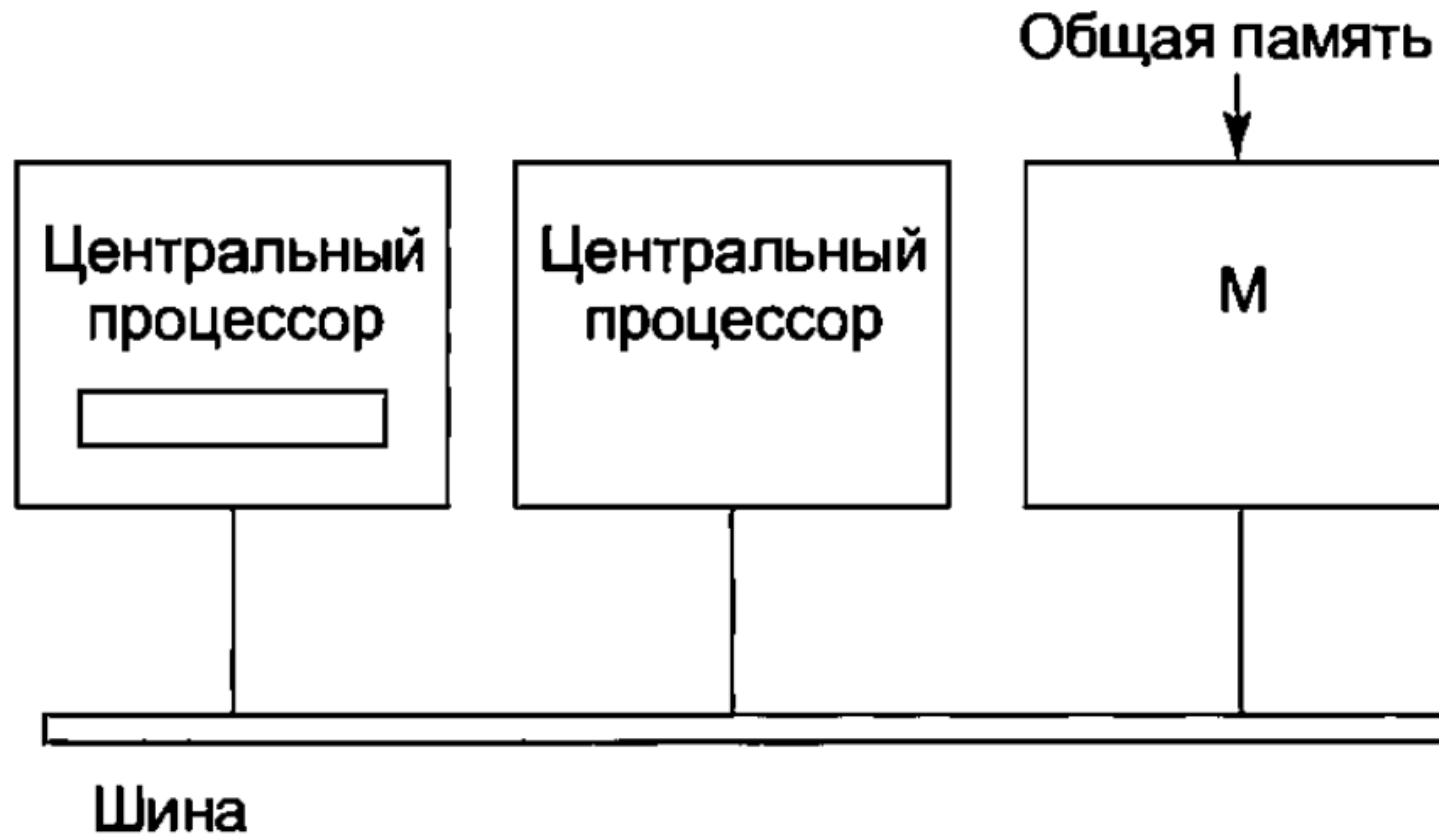 Общая память
Центральный
процессор
Центральный
процессор
М
Шина